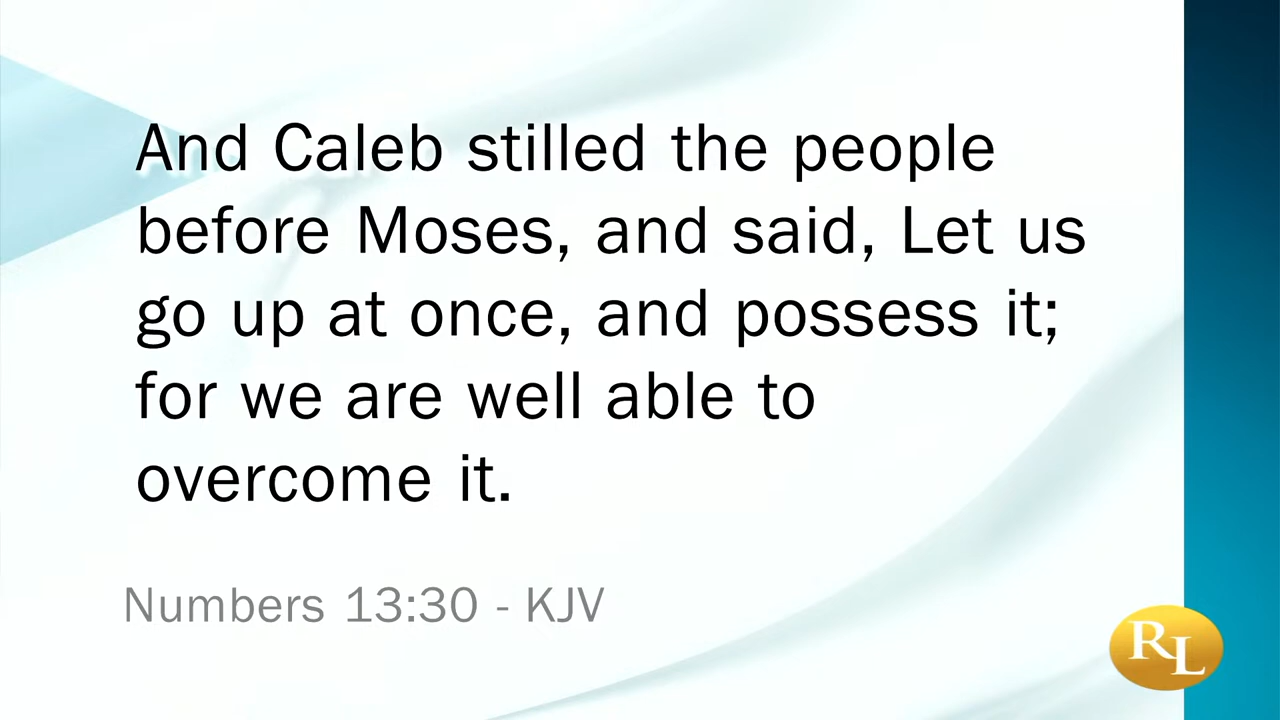 And Caleb stilled the people
before Moses, and said, Let us
go up at once, and possess it;
for we are well able to
overcome it.
Numbers 13:30 - KJV
RL